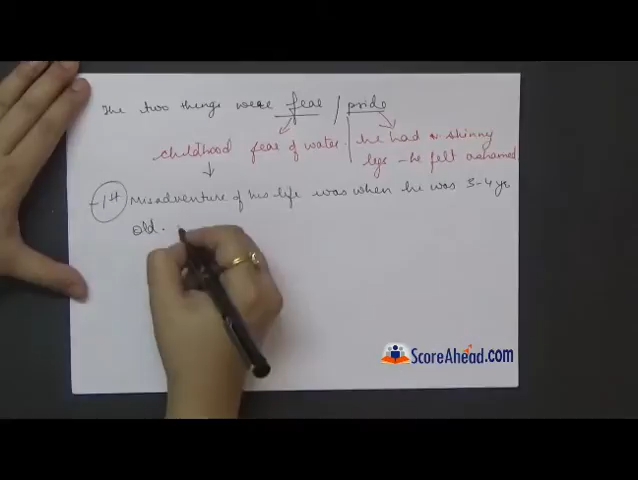 The two things were fear / pride
childhood fear of water. he had a skinny
legs - he felt ashamed
-14 Misadventure of his life was when he was 3-4 yr
old.
ScoreAhead.com